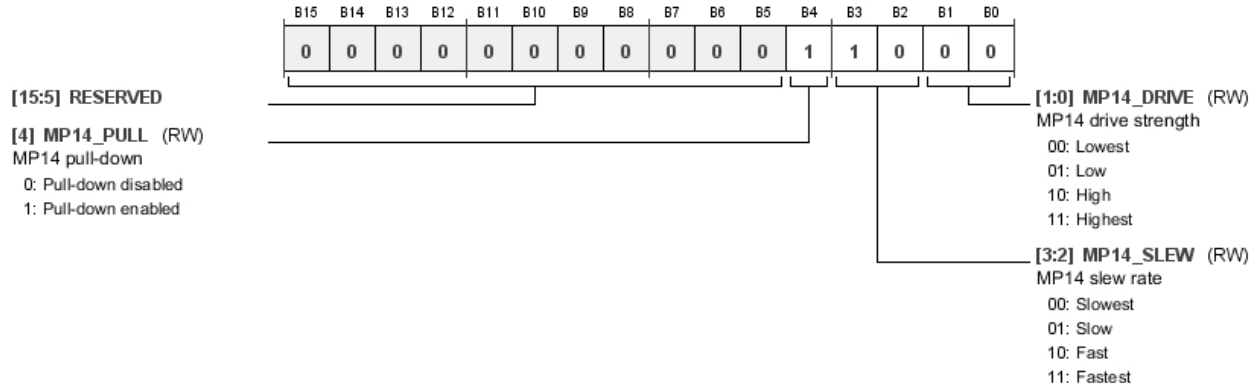 B15 B14 B13 B12 B11 B10 B9 B8 B7 B6 B5 B4 B3 B2 B1 B0
0 0 0 0 0 0 0 0 0 0 0 1 1 0 0 0
[15:5] RESERVED
[4] MP14_PULL (RW)
MP14 pull-down
0: Pull-down disabled
1: Pull-down enabled
[1:0] MP14_DRIVE (RW)
MP14 drive strength
00: Lowest
01: Low
10: High
11: Highest
[3:2] MP14_SLEW (RW)
MP14 slew rate
00: Slowest
01: Slow
10: Fast
11: Fastest